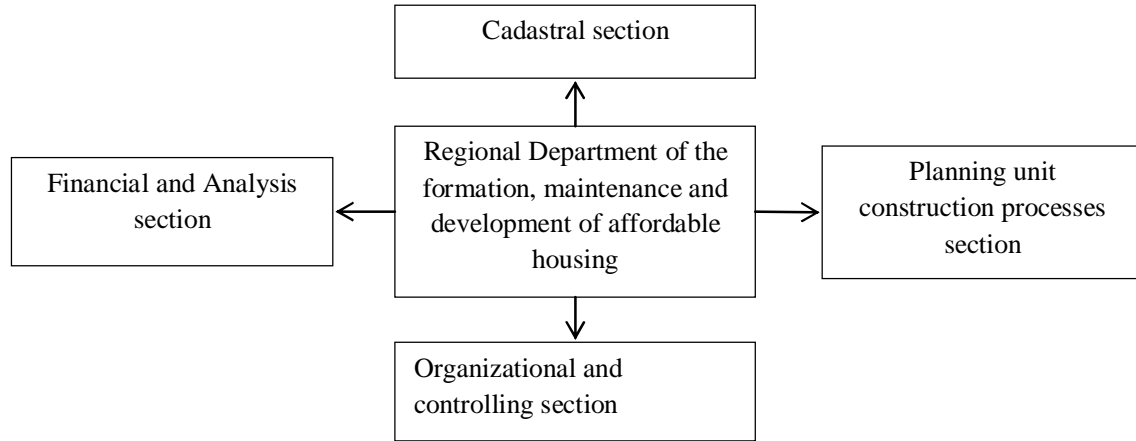 Cadastral section
Regional Department of the
formation, maintenance and
development of affordable
housing
Financial and Analysis
section
Planning unit
construction processes
section
Organizational and
controlling section